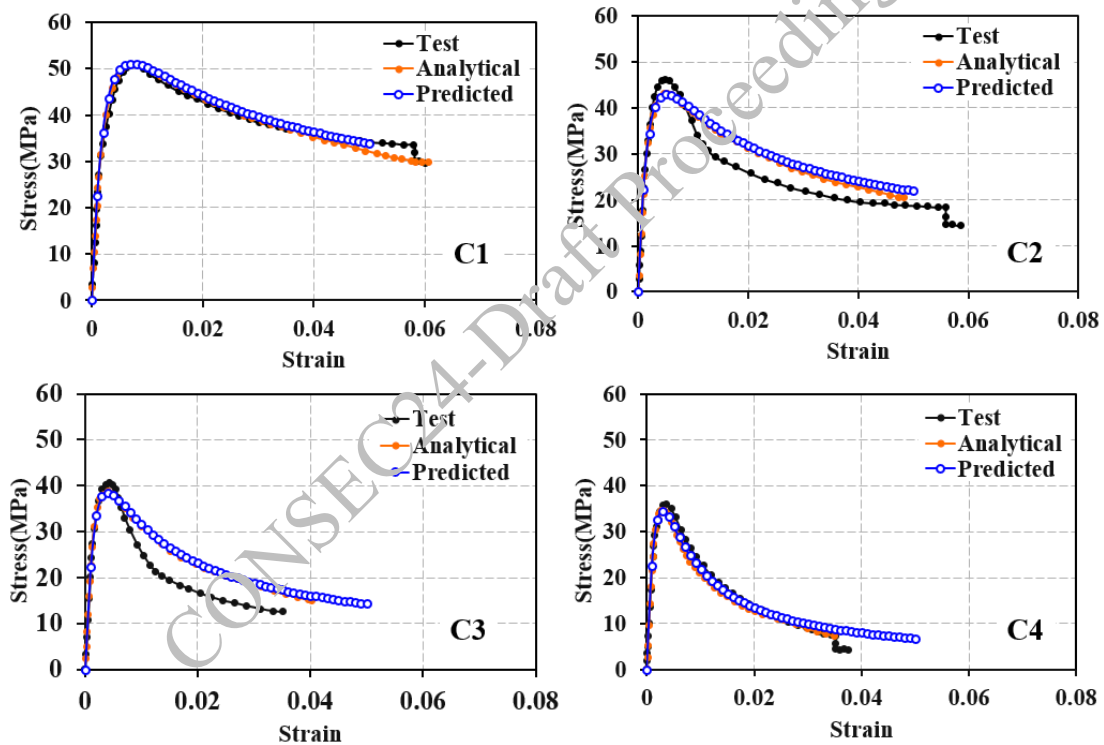 60
50
40
30
20
10
0
Stress(MPa)
Test
Analytical
Predicted
C1
0 0.02 0.04 0.06 0.08
Strain
60
50
40
30
20
10
0
Stress(MPa)
Test
Analytical
Predicted
C2
0 0.02 0.04 0.06 0.08
Strain
60
50
40
30
20
10
0
Stress(MPa)
Test
Analytical
Predicted
C3
0 0.02 0.04 0.06 0.08
Strain
60
50
40
30
20
10
0
Stress(MPa)
Test
Analytical
Predicted
C4
0 0.02 0.04 0.06 0.08
Strain
CONSEC24-Draft Proceeding